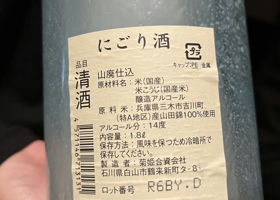 にごり酒
プラ
キャップ:PE 金属
品目
清酒
山廃仕込
原材料名：米(国産)
米こうじ(国産米)
醸造アルコール
原料米：兵庫県三木市吉川町
(特A地区)産山田錦100%使用
アルコール分：14度
内容量：1.8ℓ
保存方法：風味を保つため冷暗所で
保存してください。
製造者：菊姫合資会社
石川県白山市鶴来新町タ-8
ロット番号 R6BY.D